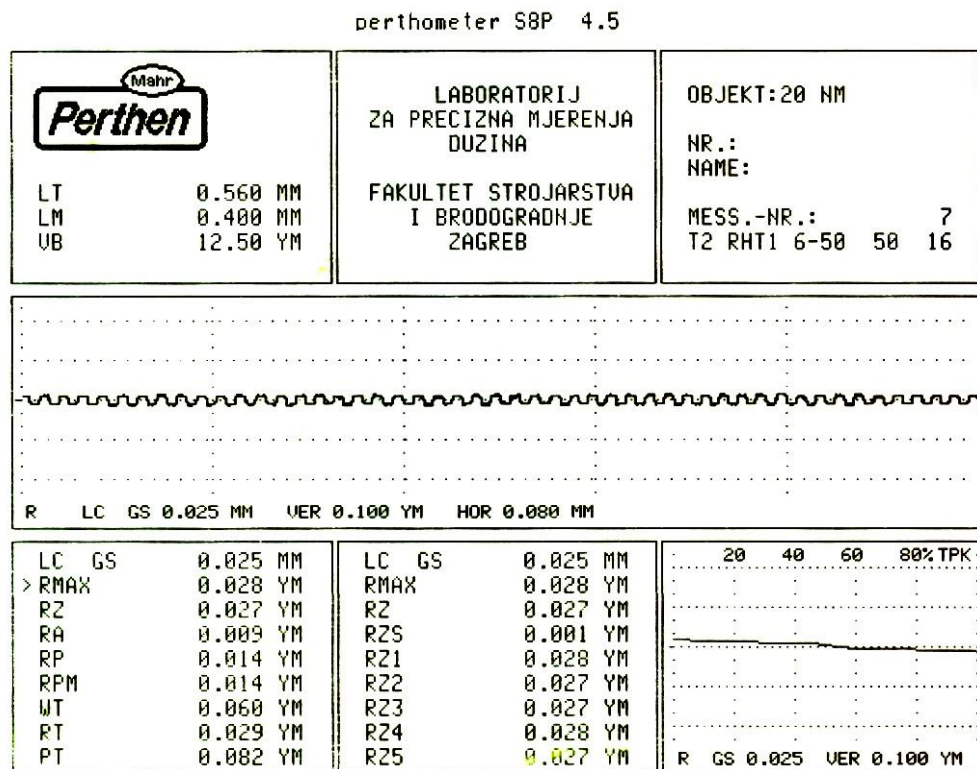 perthometer S8P 4.5
Mahr
Perthen
LT 0.560 MM
LM 0.400 MM
VB 12.50 YM
LABORATORIJ
ZA PRECIZNA MJERENJA
DUZINA
FAKULTET STROJARSTVA
I BRODOGRADNJE
ZAGREB
OBJEKT:20 NM
NR.:
NAME:
MESS.-NR.: 7
T2 RHT1 6-50 50 16
R LC GS 0.025 MM VER 0.100 YM HOR 0.080 MM
LC GS 0.025 MM
> RMAX 0.028 YM
RZ 0.027 YM
RA 0.009 YM
RP 0.014 YM
RPM 0.014 YM
WT 0.060 YM
RT 0.029 YM
PT 0.082 YM
LC GS 0.025 MM
RMAX 0.028 YM
RZ 0.027 YM
RZS 0.001 YM
RZ1 0.028 YM
RZ2 0.027 YM
RZ3 0.027 YM
RZ4 0.028 YM
RZ5 0.027 YM
20 40 60 80% TPK
R GS 0.025 VER 0.100 YM